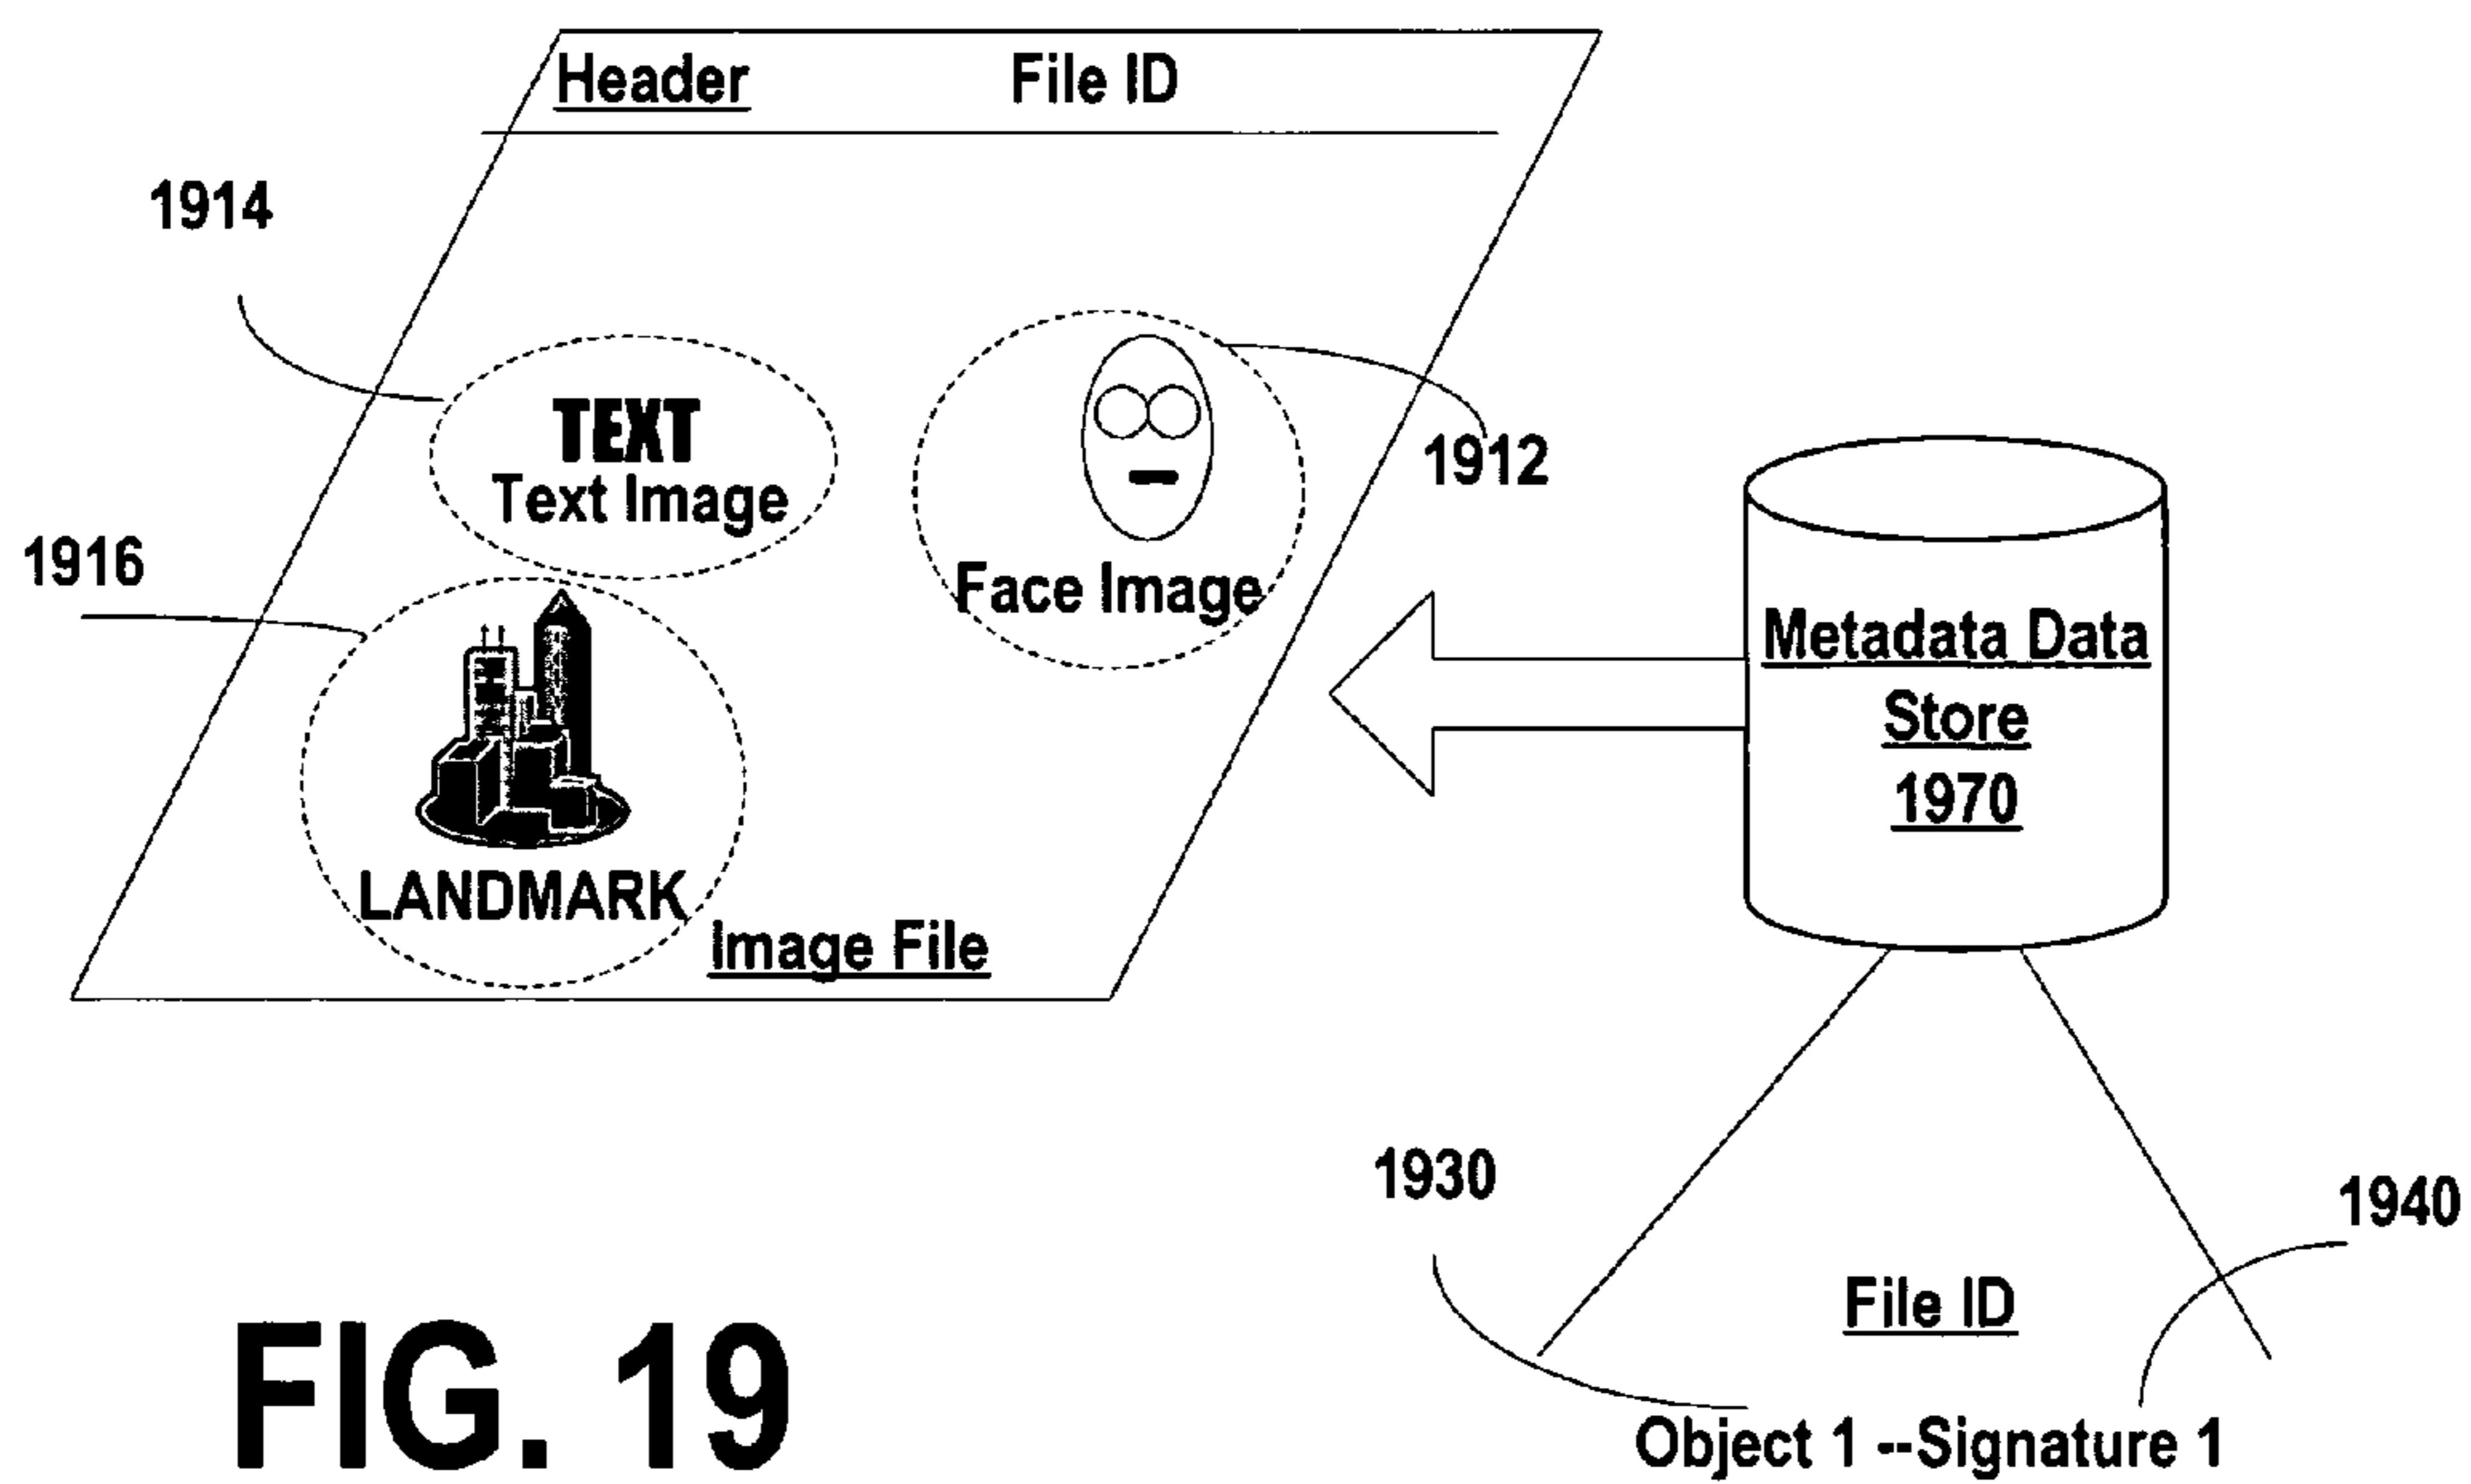 Header File ID
1914
TEXT
Text Image
1912
1916
Face Image
Metadata Data
Store
1970
LANDMARK
Image File
1930
1940
File ID
Object 1 --Signature 1
FIG. 19